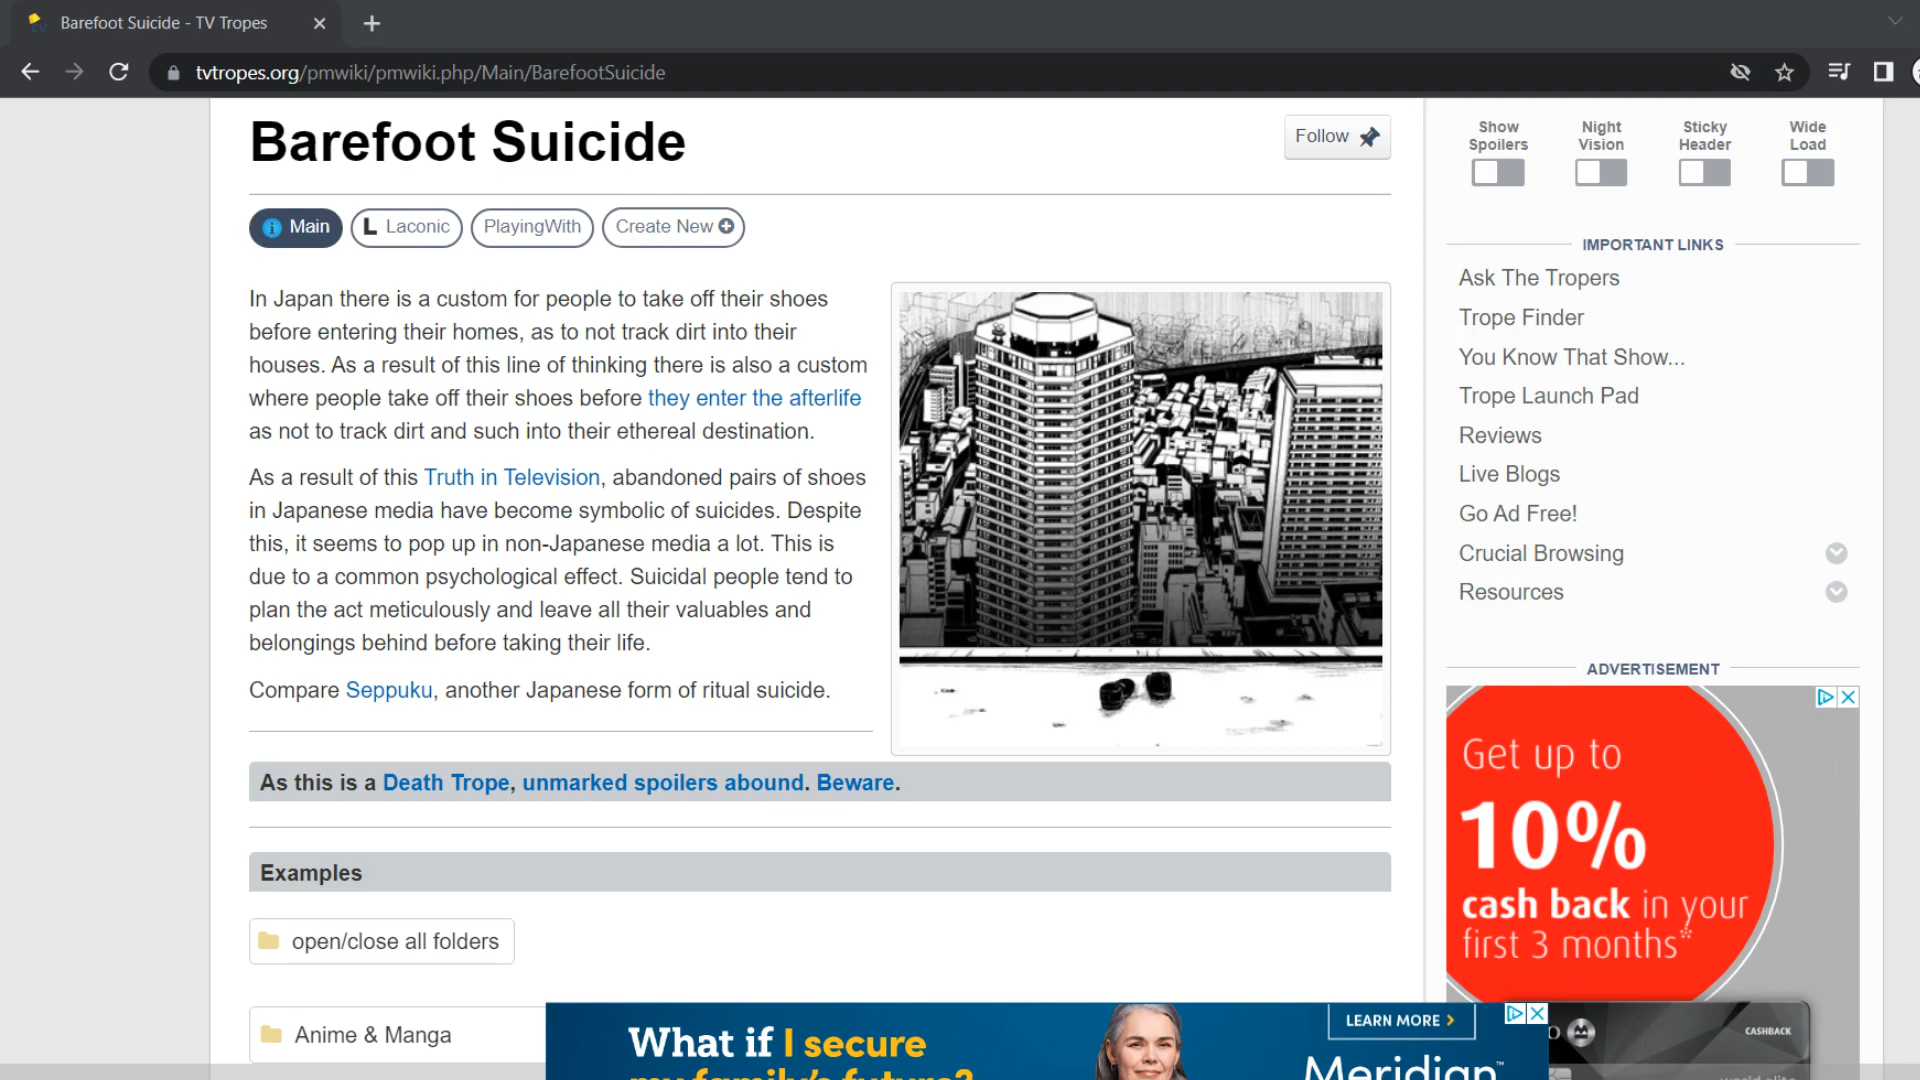 Barefoot Suicide - TV Tropes
tvtropes.org/pmwiki/pmwiki.php/Main/BarefootSuicide
Barefoot Suicide
Follow
Main
L Laconic
PlayingWith
Create New
In Japan there is a custom for people to take off their shoes
before entering their homes, as to not track dirt into their
houses. As a result of this line of thinking there is also a custom
where people take off their shoes before they enter the afterlife
as not to track dirt and such into their ethereal destination.
As a result of this Truth in Television, abandoned pairs of shoes
in Japanese media have become symbolic of suicides. Despite
this, it seems to pop up in non-Japanese media a lot. This is
due to a common psychological effect. Suicidal people tend to
plan the act meticulously and leave all their valuables and
belongings behind before taking their life.
Compare Seppuku, another Japanese form of ritual suicide.
As this is a Death Trope, unmarked spoilers abound. Beware.
Examples
open/close all folders
Anime & Manga
Show
Spoilers
Night
Vision
Sticky
Header
Wide
Load
IMPORTANT LINKS
Ask The Tropers
Trope Finder
You Know That Show...
Trope Launch Pad
Reviews
Live Blogs
Go Ad Free!
Crucial Browsing
Resources
ADVERTISEMENT
Get up to
10%
cash back in your
first 3 months*
CASHBACK
What if I secure
my family's future?
LEARN MORE >
Meridian™